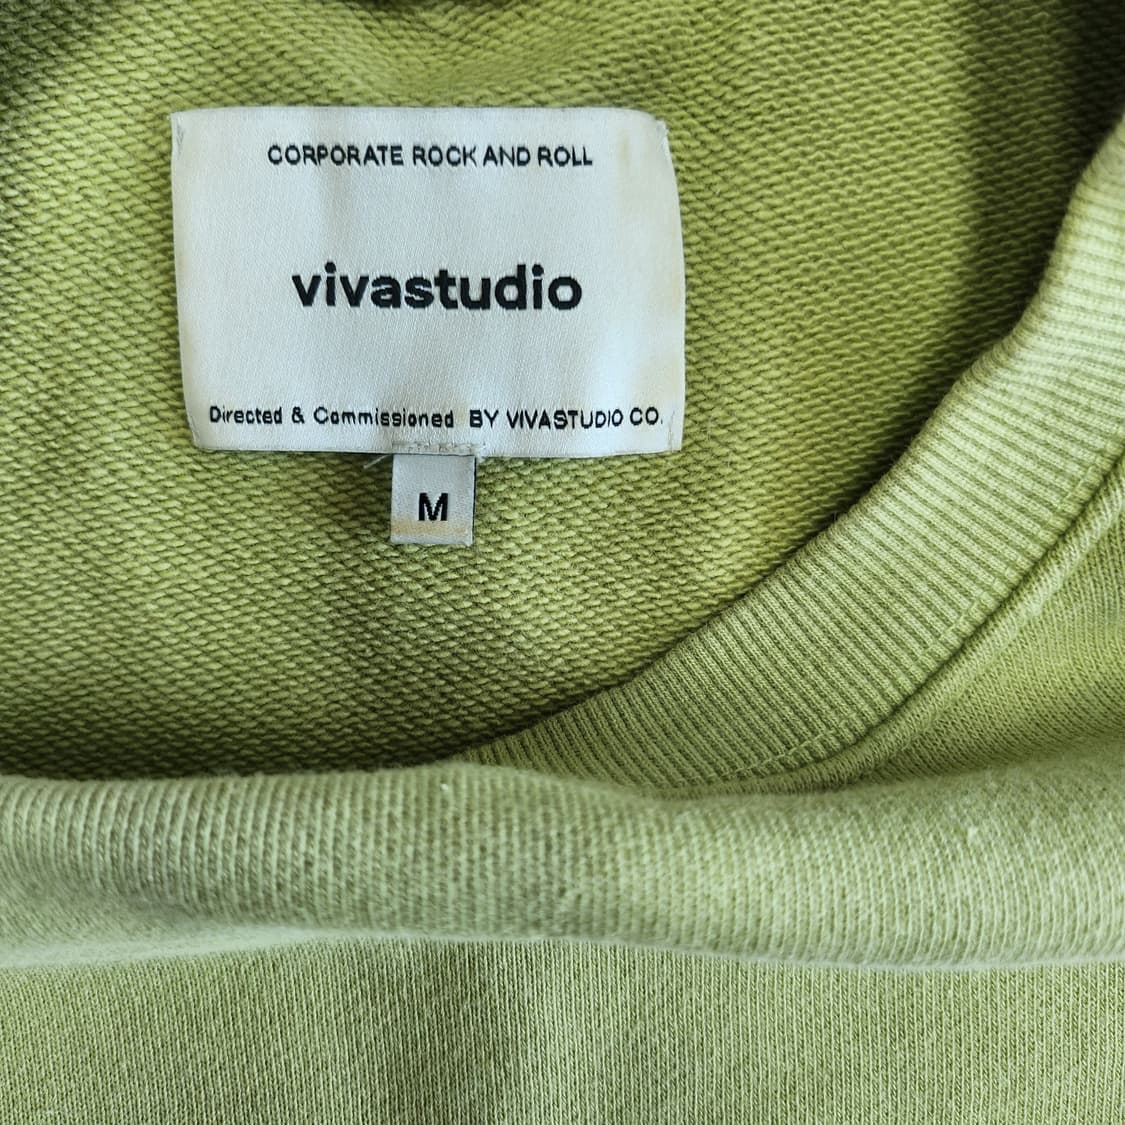 CORPORATE ROCK AND ROLL
vivastudio
Directed & Commissioned BY VIVASTUDIO CO.
M